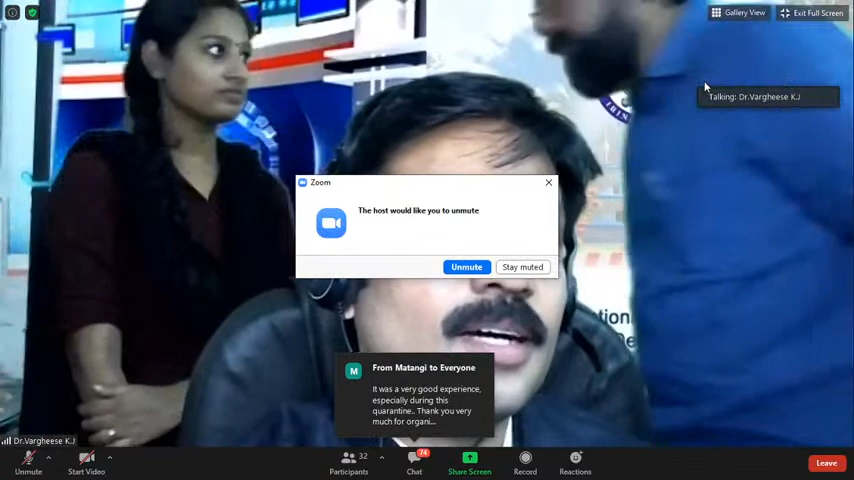 Gallery View
Exit Full Screen
Talking: Dr.Vargheese K.J
Zoom
The host would like you to unmute
Unmute
Stay muted
From Matangi to Everyone
M
It was a very good experience,
especially during this
quarantine.. Thank you very
much for organi...
Dr.Vargheese K.J
Unmute
Start Video
32
Participants
74
Chat
Share Screen
Record
Reactions
Leave